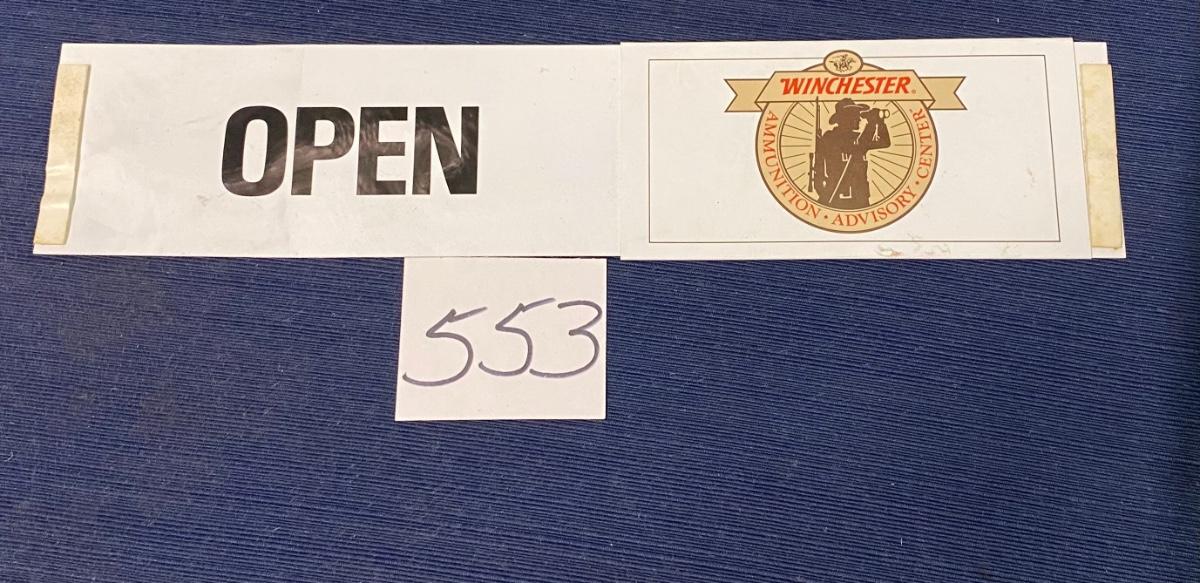 OPEN
WINCHESTER®
AMMUNITION · ADVISORY · CENTER
553